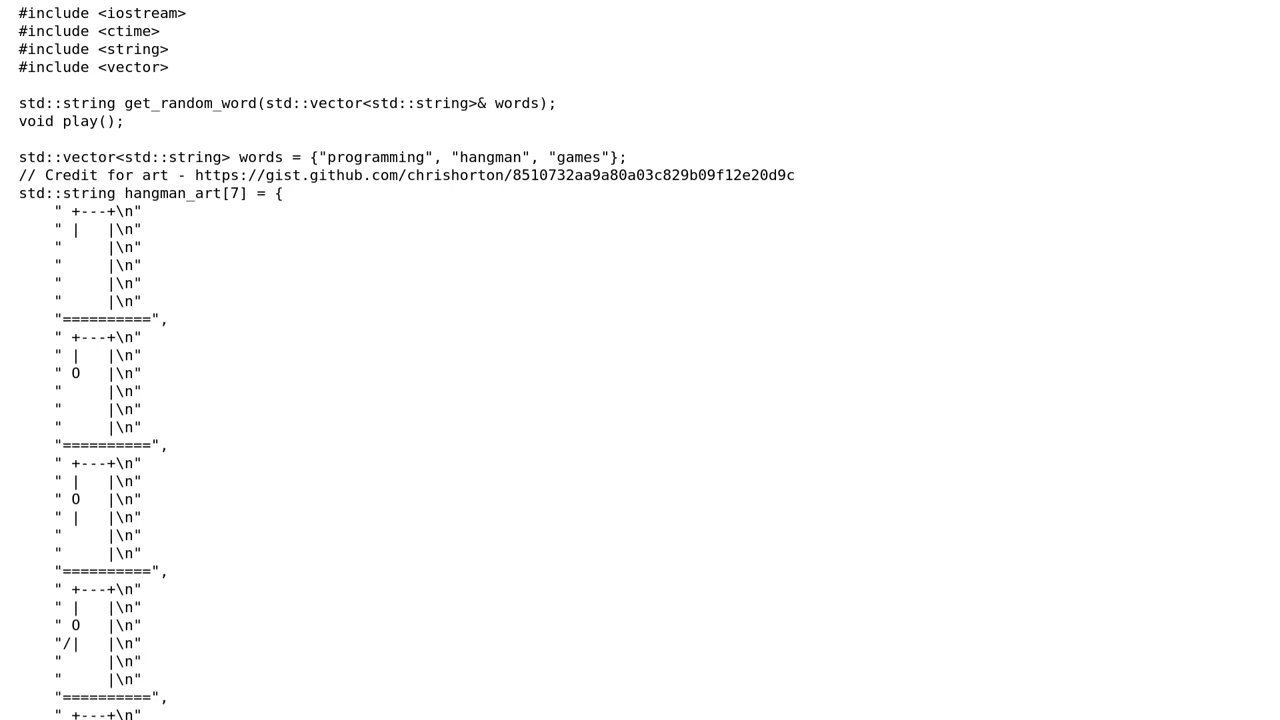 #include <iostream>
#include <ctime>
#include <string>
#include <vector>

std::string get_random_word(std::vector<std::string>& words);
void play();

std::vector<std::string> words = {"programming", "hangman", "games"};
// Credit for art - https://gist.github.com/chrishorton/8510732aa9a80a03c829b09f12e20d9c
std::string hangman_art[7] = {
    " +---+\n"
    " |   |\n"
    "     |\n"
    "     |\n"
    "     |\n"
    "     |\n"
    "==========",
    " +---+\n"
    " |   |\n"
    " O   |\n"
    "     |\n"
    "     |\n"
    "     |\n"
    "==========",
    " +---+\n"
    " |   |\n"
    " O   |\n"
    " |   |\n"
    "     |\n"
    "     |\n"
    "==========",
    " +---+\n"
    " |   |\n"
    " O   |\n"
    "/|   |\n"
    "     |\n"
    "     |\n"
    "==========",
    " +---+\n"